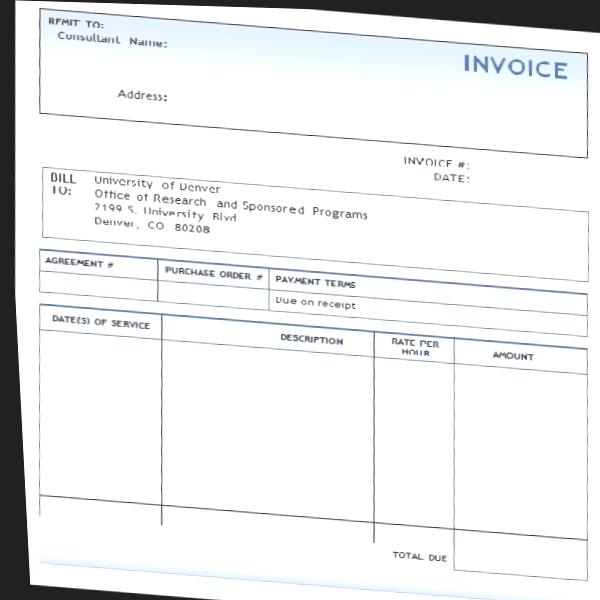 REMIT TO:
Consultant Name:
INVOICE
Address:
INVOICE #:
DATE:
BILL TO: University of Denver
Office of Research and Sponsored Programs
2199 S. University Blvd
Denver, CO 80208
AGREEMENT # PURCHASE ORDER # PAYMENT TERMS
Due on receipt
DATE(S) OF SERVICE DESCRIPTION RATE PER HOUR AMOUNT
TOTAL DUE